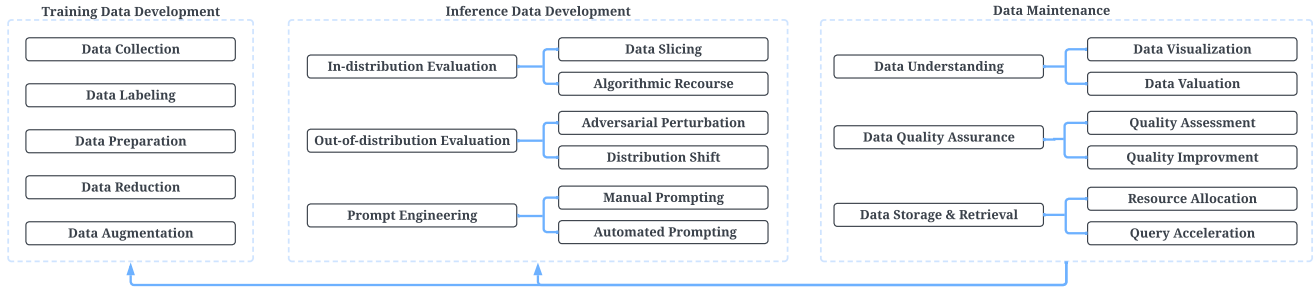 Training Data Development
Data Collection
Data Labeling
Data Preparation
Data Reduction
Data Augmentation
Inference Data Development
In-distribution Evaluation
Data Slicing
Algorithmic Recourse
Out-of-distribution Evaluation
Adversarial Perturbation
Distribution Shift
Prompt Engineering
Manual Prompting
Automated Prompting
Data Maintenance
Data Understanding
Data Visualization
Data Valuation
Data Quality Assurance
Quality Assessment
Quality Improvment
Data Storage & Retrieval
Resource Allocation
Query Acceleration